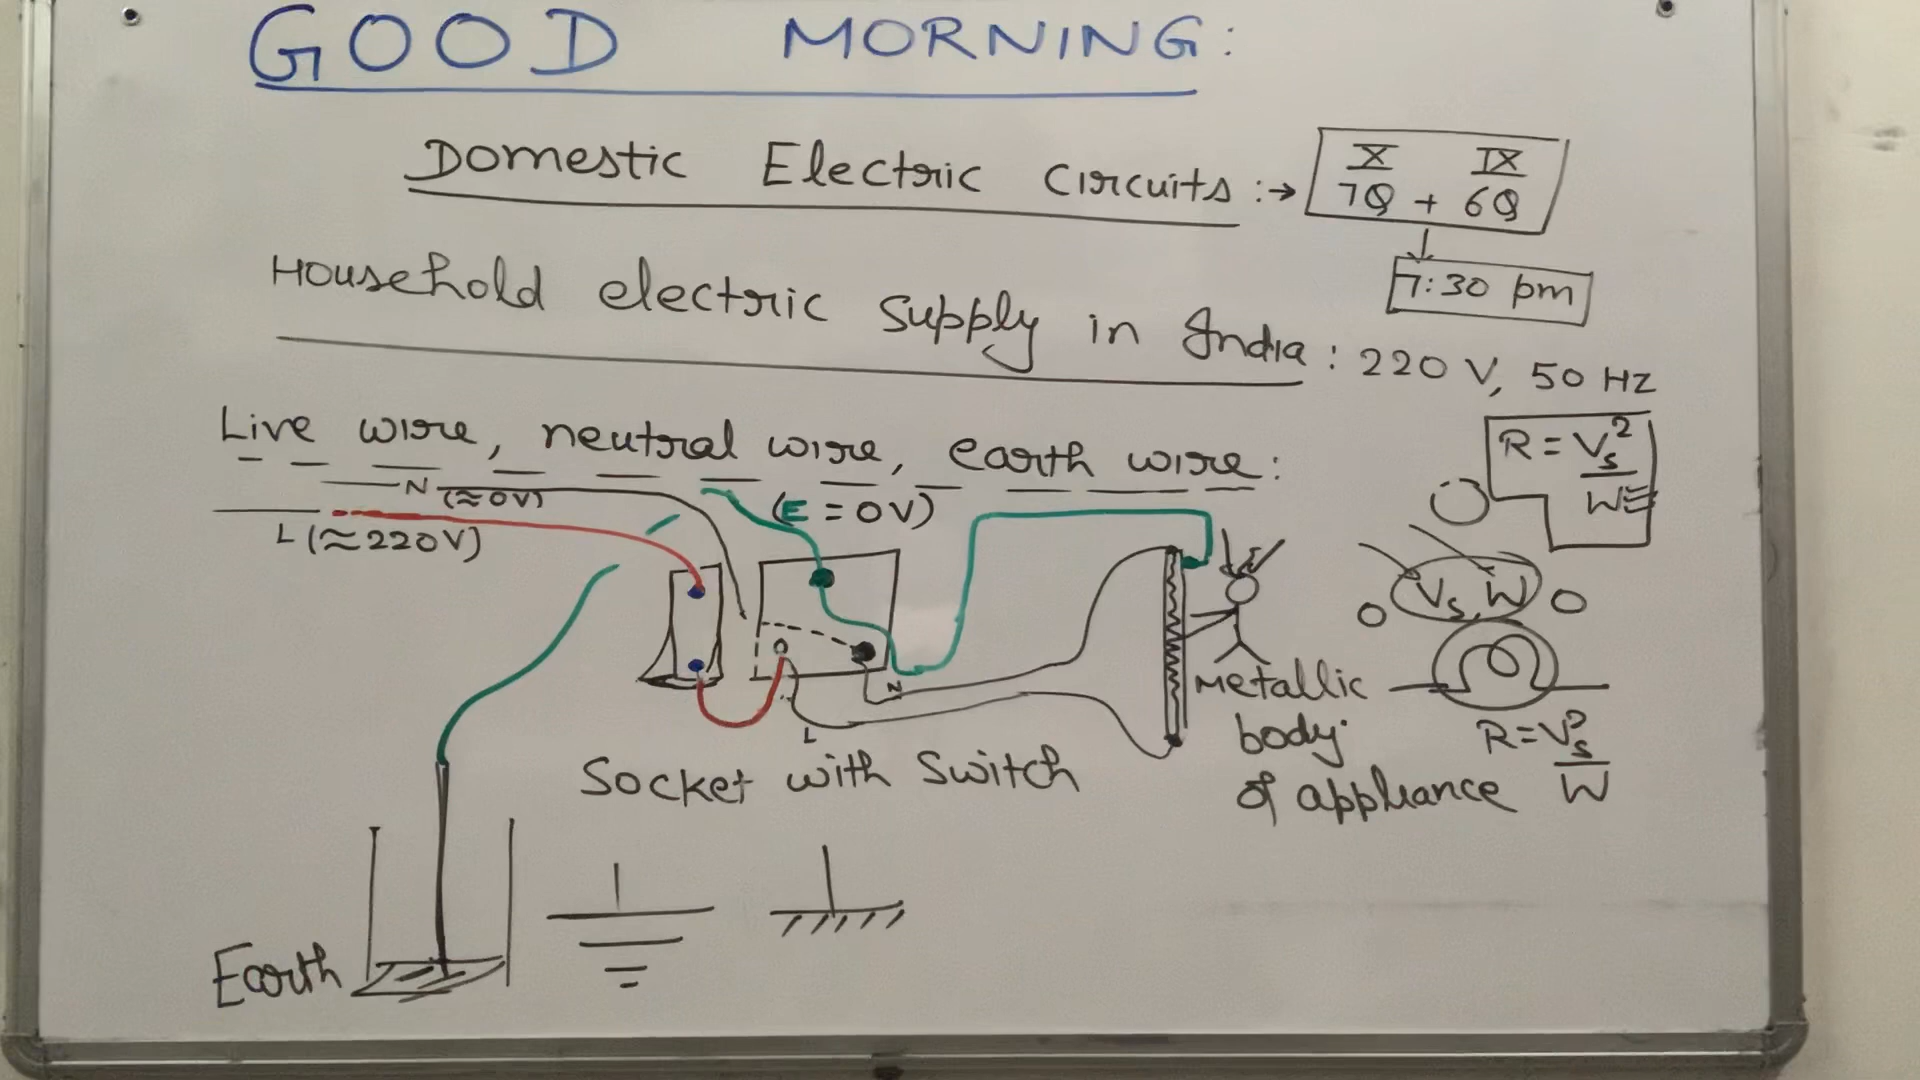 GOOD MORNING:
Domestic Electric Circuits :→
X IX
7Q + 6Q
7:30 pm
Household electric supply in India : 220 V, 50 HZ
Live wire, neutral wire, earth wire :
N (≈0V)
(E = 0V)
L (≈220V)
R = Vs²/W
Vs, W
N
L
Metallic body of appliance
R = Vs²/W
Socket with Switch
Earth